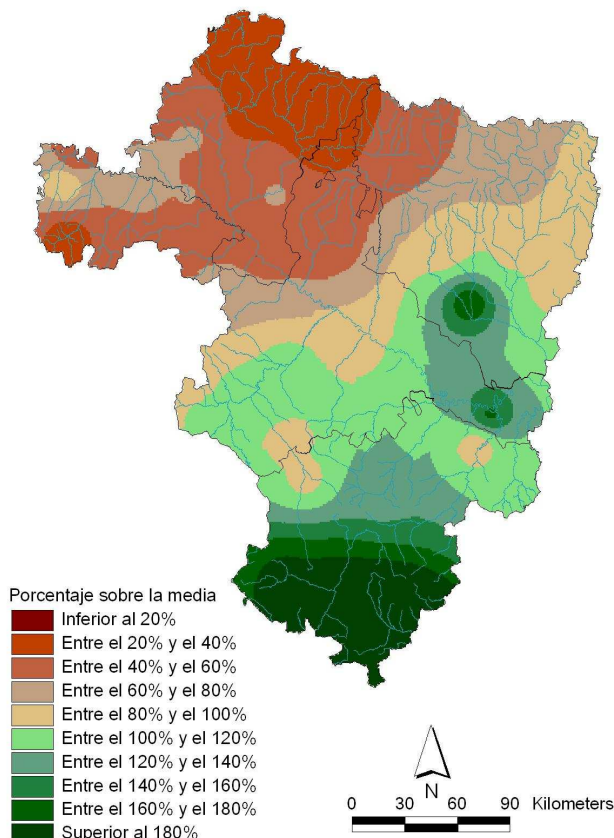 Porcentaje sobre la media
Inferior al 20%
Entre el 20% y el 40%
Entre el 40% y el 60%
Entre el 60% y el 80%
Entre el 80% y el 100%
Entre el 100% y el 120%
Entre el 120% y el 140%
Entre el 140% y el 160%
Entre el 160% y el 180%
Superior al 180%
N
0 30 60 90 Kilometers